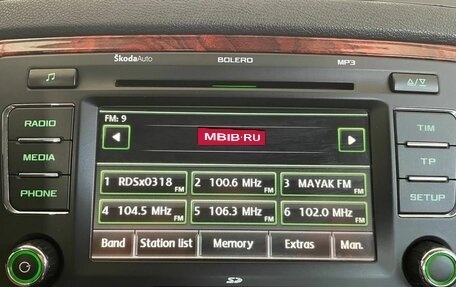 ŠkodaAuto BOLERO MP3
RADIO
MEDIA
PHONE
FM: 9
MBIB·RU
1 RDSx0318 FM 2 100.6 MHz FM 3 MAYAK FM FM
4 104.5 MHz FM 5 106.3 MHz FM 6 102.0 MHz FM
Band Station list Memory Extras Man.
TIM
TP
SETUP
SD